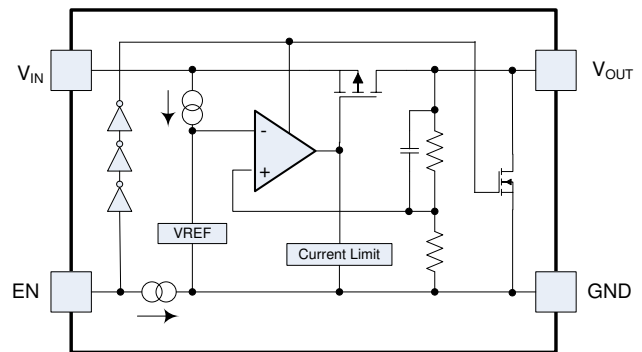 VIN
VOUT
-
+
VREF
Current Limit
EN
GND